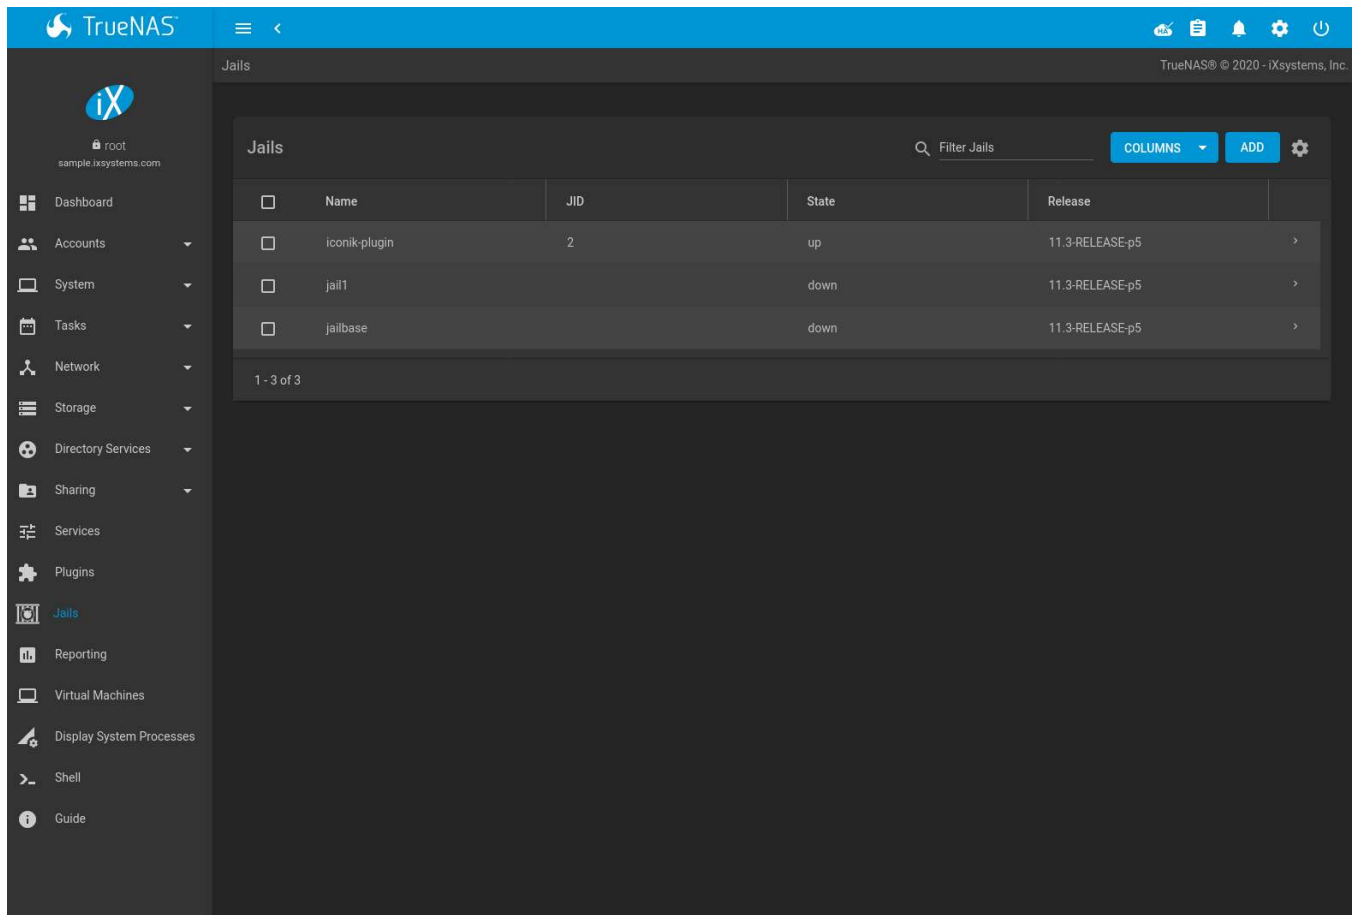 TrueNAS
HA
Jails
TrueNAS® © 2020 - iXsystems, Inc.
iX
root
sample.ixsystems.com
Dashboard
Accounts
System
Tasks
Network
Storage
Directory Services
Sharing
Services
Plugins
Jails
Reporting
Virtual Machines
Display System Processes
Shell
Guide
Jails
Filter Jails
COLUMNS
ADD
Name JID State Release
iconik-plugin 2 up 11.3-RELEASE-p5
jail1 down 11.3-RELEASE-p5
jailbase down 11.3-RELEASE-p5
1 - 3 of 3